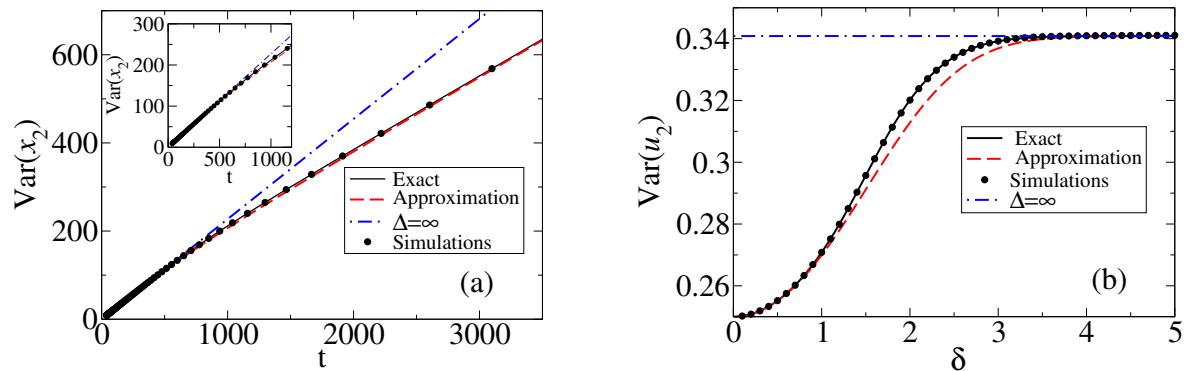 600
400
200
0
Var(x₂)
0
1000
2000
3000
t
300
200
100
0
Var(x₂)
0
500
1000
t
Exact
Approximation
Δ=∞
Simulations
(a)
0.34
0.32
0.3
0.28
0.26
Var(u₂)
0
1
2
3
4
5
δ
Exact
Approximation
Simulations
Δ=∞
(b)